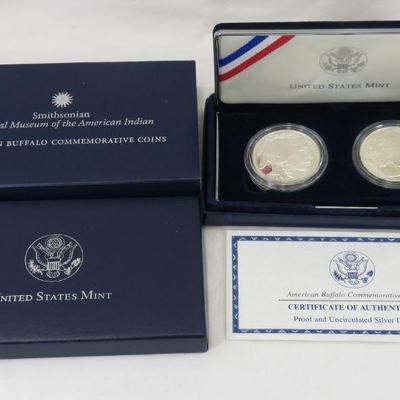 Smithsonian
al Museum of the American Indian
N BUFFALO COMMEMORATIVE COINS
UNITED STATES MINT
UNITED STATES MINT
American Buffalo Commemorative
CERTIFICATE OF AUTHENT
Proof and Uncirculated Silver D